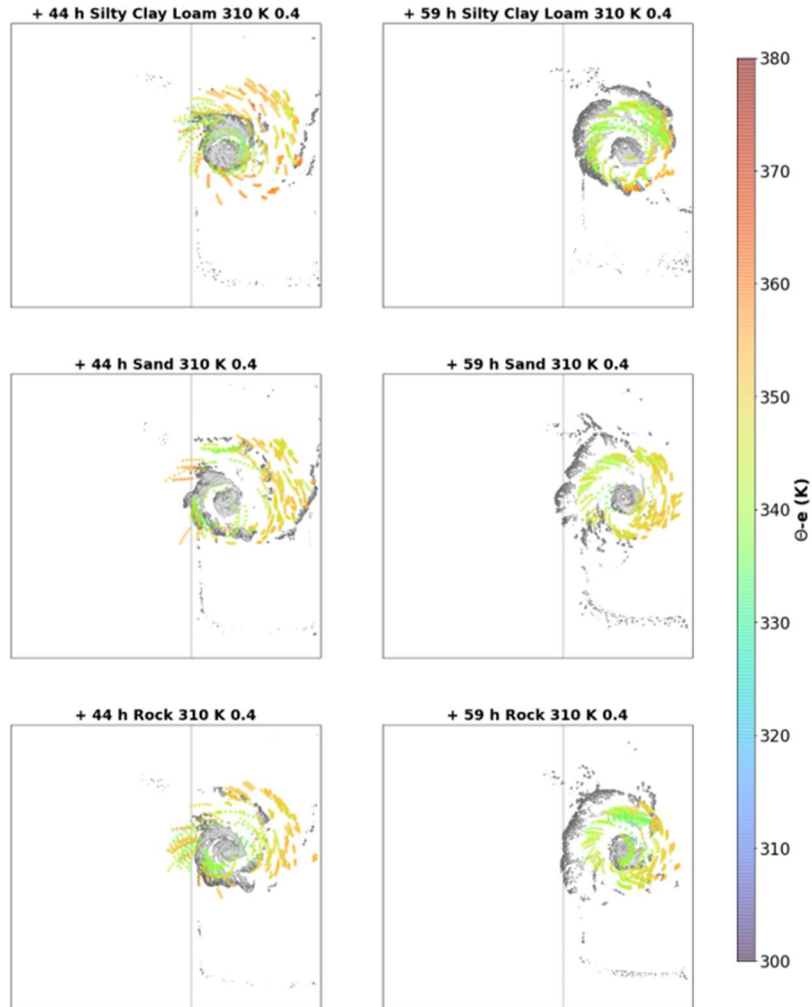 + 44 h Silty Clay Loam 310 K 0.4
+ 59 h Silty Clay Loam 310 K 0.4
+ 44 h Sand 310 K 0.4
+ 59 h Sand 310 K 0.4
+ 44 h Rock 310 K 0.4
+ 59 h Rock 310 K 0.4
380
370
360
350
340
330
320
310
300
Θ-e (K)